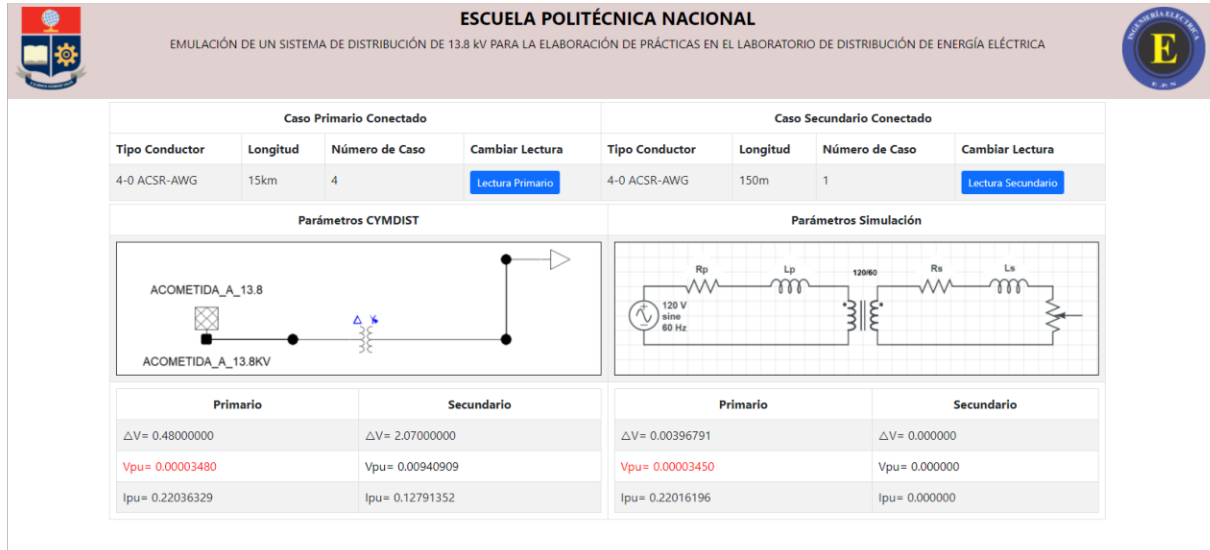 ESCUELA POLITÉCNICA NACIONAL
EMULACIÓN DE UN SISTEMA DE DISTRIBUCIÓN DE 13.8 kV PARA LA ELABORACIÓN DE PRÁCTICAS EN EL LABORATORIO DE DISTRIBUCIÓN DE ENERGÍA ELÉCTRICA
INGENIERÍA ELÉCTRICA
E
E.P.N
Caso Primario Conectado
Caso Secundario Conectado
Tipo Conductor Longitud Número de Caso Cambiar Lectura Tipo Conductor Longitud Número de Caso Cambiar Lectura
4-0 ACSR-AWG 15km 4 Lectura Primario 4-0 ACSR-AWG 150m 1 Lectura Secundario
Parámetros CYMDIST
Parámetros Simulación
ACOMETIDA_A_13.8
ACOMETIDA_A_13.8KV
Rp Lp 120/60 Rs Ls
120 V
sine
60 Hz
Primario Secundario Primario Secundario
△V= 0.48000000 △V= 2.07000000 △V= 0.00396791 △V= 0.000000
Vpu= 0.00003480 Vpu= 0.00940909 Vpu= 0.00003450 Vpu= 0.000000
Ipu= 0.22036329 Ipu= 0.12791352 Ipu= 0.22016196 Ipu= 0.000000